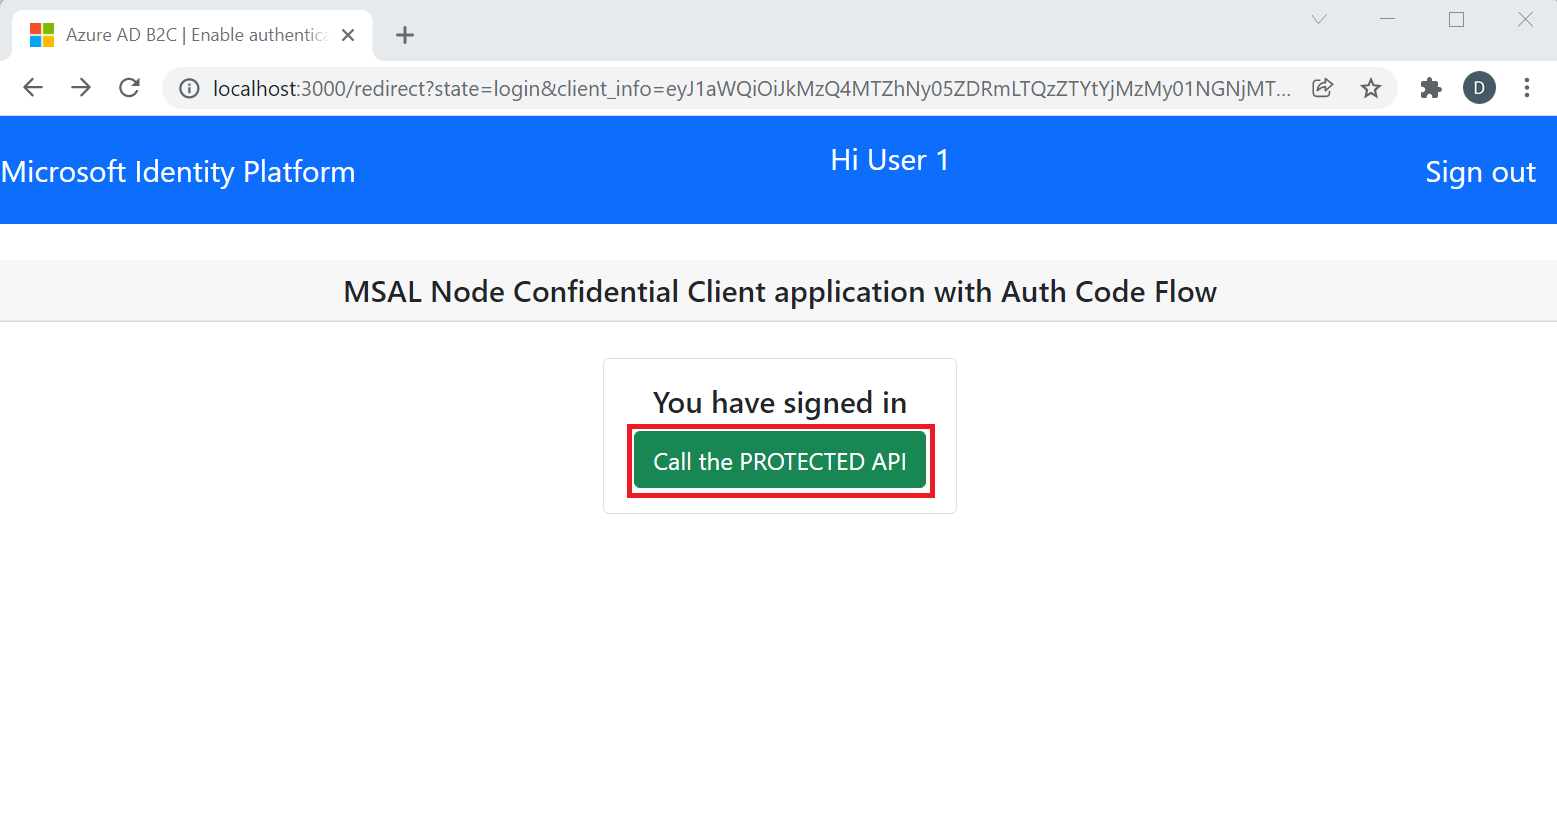 Azure AD B2C | Enable authentica
localhost:3000/redirect?state=login&client_info=eyJ1aWQiOiJkMzQ4MTZhNy05ZDRmLTQzZTYtYjMzMy01NGNjMT...
D
Microsoft Identity Platform
Hi User 1
Sign out
MSAL Node Confidential Client application with Auth Code Flow
You have signed in
Call the PROTECTED API